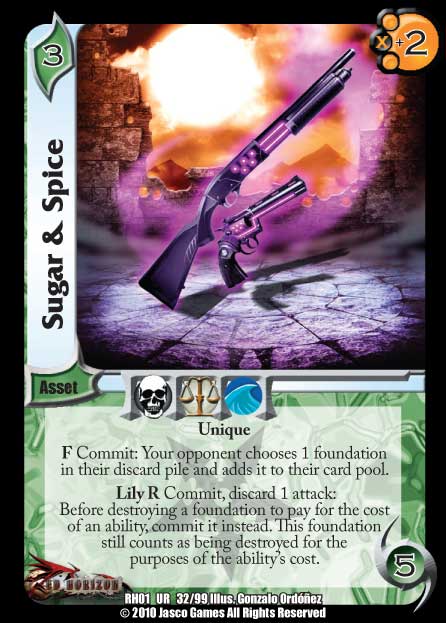 3
X +2
Sugar & Spice
Asset
Unique
F Commit: Your opponent chooses 1 foundation
in their discard pile and adds it to their card pool.
Lily R Commit, discard 1 attack:
Before destroying a foundation to pay for the cost
of an ability, commit it instead. This foundation
still counts as being destroyed for the
purposes of the ability's cost.
5
RED HORIZON
RH01_UR 32/99 Illus. Gonzalo Ordóñez
© 2010 Jasco Games All Rights Reserved